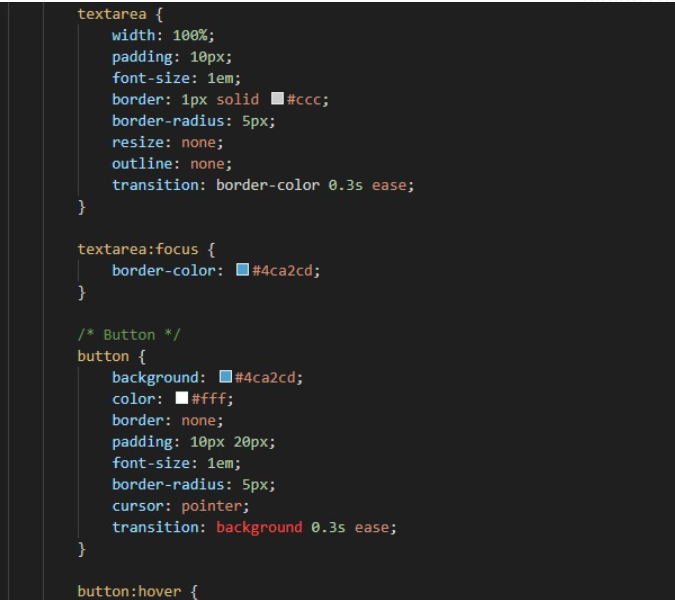 textarea {
width: 100%;
padding: 10px;
font-size: 1em;
border: 1px solid #ccc;
border-radius: 5px;
resize: none;
outline: none;
transition: border-color 0.3s ease;
}
textarea:focus {
border-color: #4ca2cd;
}
/* Button */
button {
background: #4ca2cd;
color: #fff;
border: none;
padding: 10px 20px;
font-size: 1em;
border-radius: 5px;
cursor: pointer;
transition: background 0.3s ease;
}
button:hover {